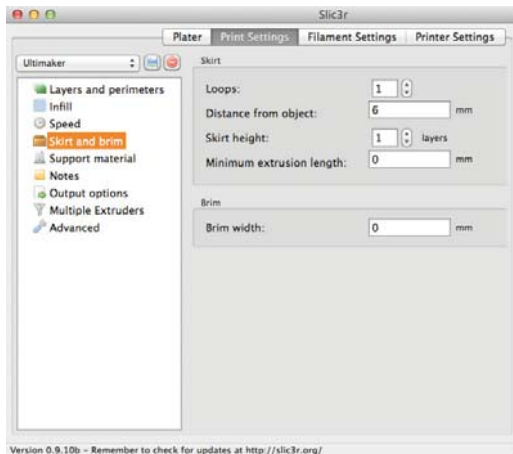 Slic3r
Plater Print Settings Filament Settings Printer Settings
Ultimaker
Layers and perimeters
Infill
Speed
Skirt and brim
Support material
Notes
Output options
Multiple Extruders
Advanced
Skirt
Loops: 1
Distance from object: 6 mm
Skirt height: 1 layers
Minimum extrusion length: 0 mm
Brim
Brim width: 0 mm
Version 0.9.10b - Remember to check for updates at http://slic3r.org/